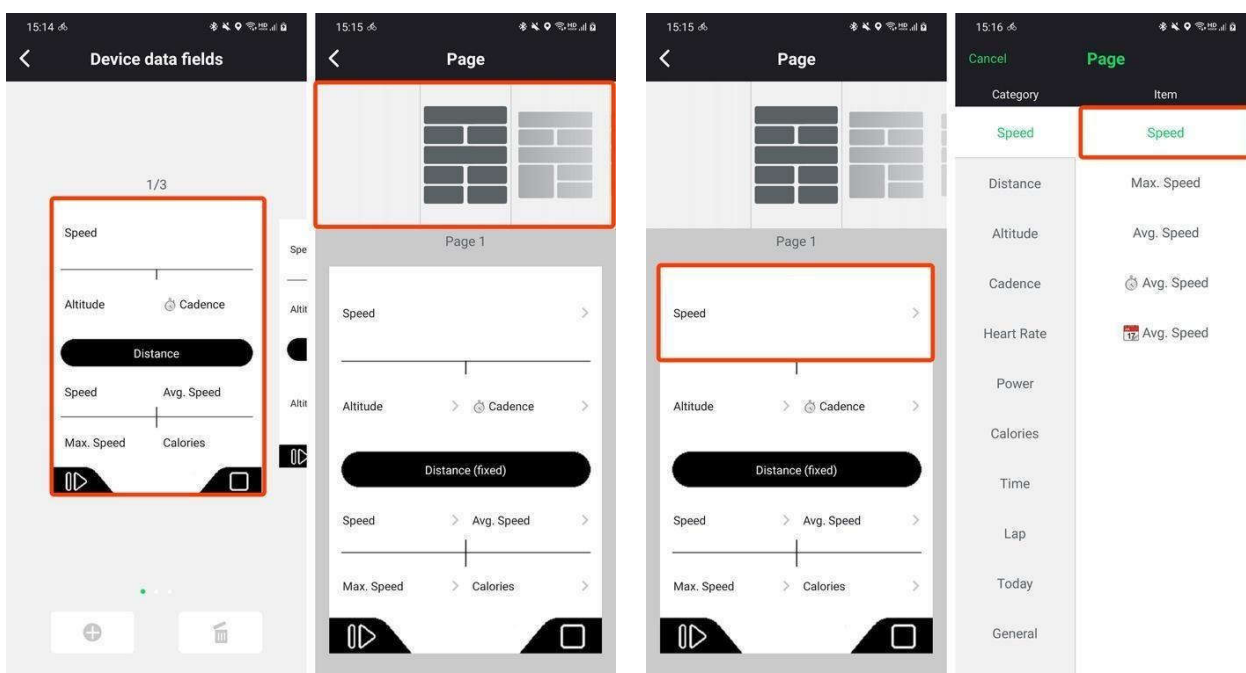 15:14
Device data fields
1/3
Speed
Altitude
Cadence
Distance
Speed
Avg. Speed
Max. Speed
Calories
Spe
Altit
Altit
15:15
Page
Page 1
Speed
Altitude
Cadence
Distance (fixed)
Speed
Avg. Speed
Max. Speed
Calories
15:15
Page
Page 1
Speed
Altitude
Cadence
Distance (fixed)
Speed
Avg. Speed
Max. Speed
Calories
15:16
Cancel
Page
Category
Item
Speed
Speed
Distance
Max. Speed
Altitude
Avg. Speed
Cadence
Avg. Speed
Heart Rate
17 Avg. Speed
Power
Calories
Time
Lap
Today
General